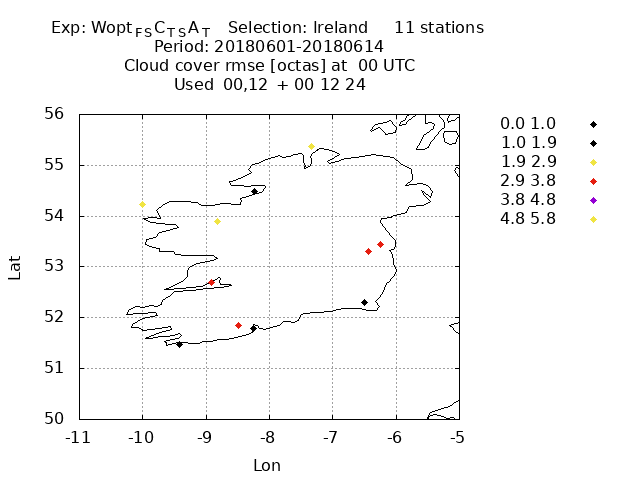 Exp: Wopt FS C TS A T   Selection: Ireland   11 stations
Period: 20180601-20180614
Cloud cover rmse [octas] at 00 UTC
Used 00,12 + 00 12 24
0.0 1.0
1.0 1.9
1.9 2.9
2.9 3.8
3.8 4.8
4.8 5.8
56
55
54
53
52
51
50
Lat
-11 -10 -9 -8 -7 -6 -5
Lon